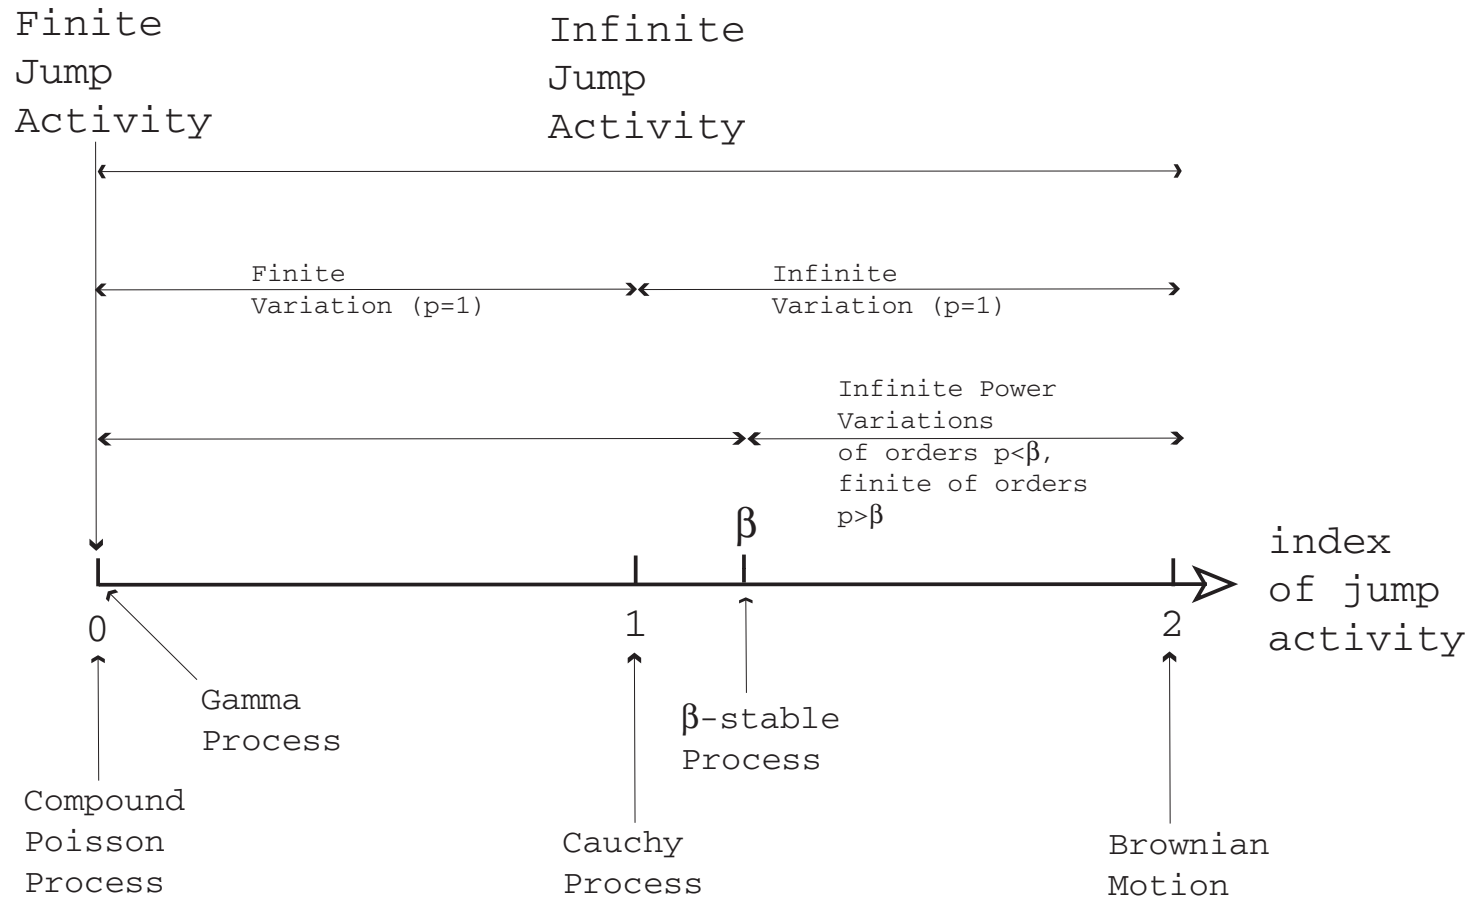 Finite
Jump
Activity
Infinite
Jump
Activity
Finite
Variation (p=1)
Infinite
Variation (p=1)
Infinite Power
Variations
of orders p<β,
finite of orders
p>β
β
index
of jump
activity
0
1
2
Gamma
Process
β-stable
Process
Compound
Poisson
Process
Cauchy
Process
Brownian
Motion